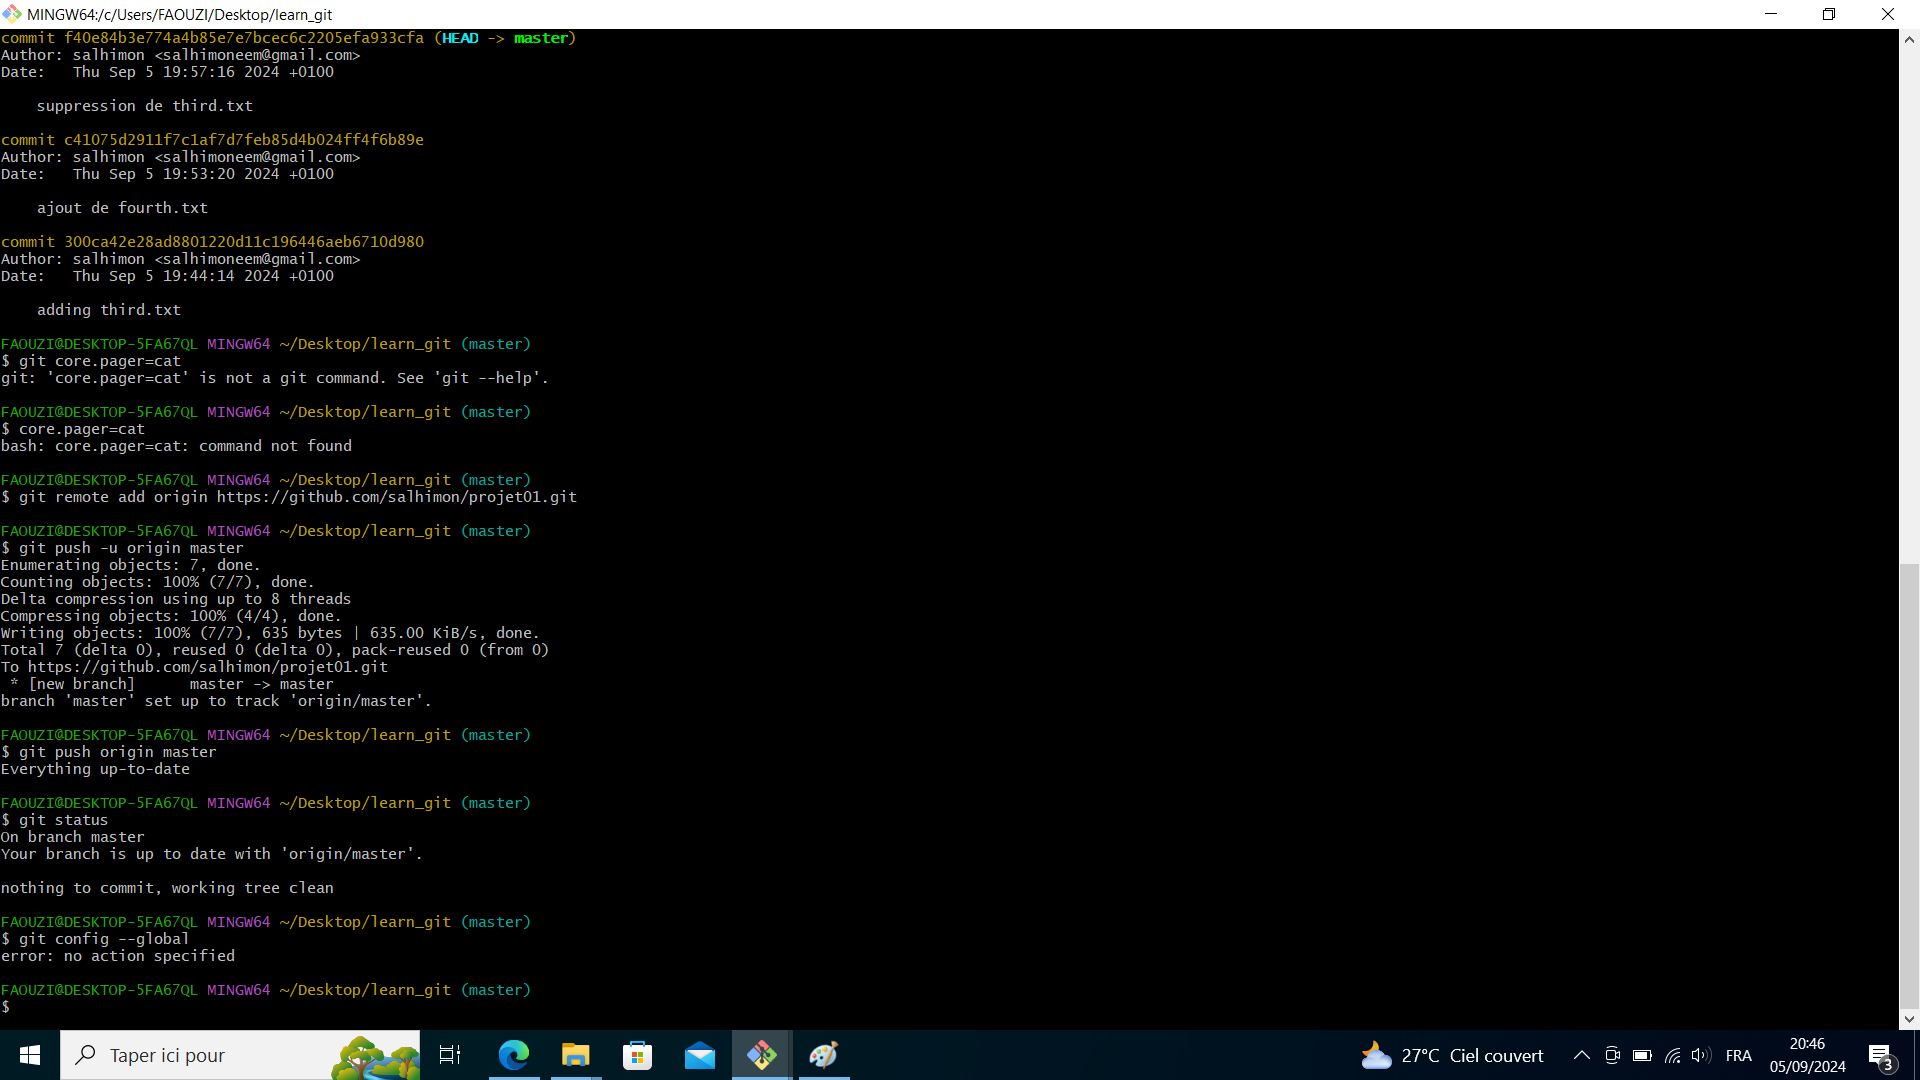 MINGW64:/c/Users/FAOUZI/Desktop/learn_git
commit f40e84b3e774a4b85e7e7bcec6c2205efa933cfa (HEAD -> master)
Author: salhimon <salhimoneem@gmail.com>
Date:   Thu Sep 5 19:57:16 2024 +0100
suppression de third.txt
commit c41075d2911f7c1af7d7feb85d4b024ff4f6b89e
Author: salhimon <salhimoneem@gmail.com>
Date:   Thu Sep 5 19:53:20 2024 +0100
ajout de fourth.txt
commit 300ca42e28ad8801220d11c196446aeb6710d980
Author: salhimon <salhimoneem@gmail.com>
Date:   Thu Sep 5 19:44:14 2024 +0100
adding third.txt
FAOUZI@DESKTOP-5FA67QL MINGW64 ~/Desktop/learn_git (master)
$ git core.pager=cat
git: 'core.pager=cat' is not a git command. See 'git --help'.
FAOUZI@DESKTOP-5FA67QL MINGW64 ~/Desktop/learn_git (master)
$ core.pager=cat
bash: core.pager=cat: command not found
FAOUZI@DESKTOP-5FA67QL MINGW64 ~/Desktop/learn_git (master)
$ git remote add origin https://github.com/salhimon/projet01.git
FAOUZI@DESKTOP-5FA67QL MINGW64 ~/Desktop/learn_git (master)
$ git push -u origin master
Enumerating objects: 7, done.
Counting objects: 100% (7/7), done.
Delta compression using up to 8 threads
Compressing objects: 100% (4/4), done.
Writing objects: 100% (7/7), 635 bytes | 635.00 KiB/s, done.
Total 7 (delta 0), reused 0 (delta 0), pack-reused 0 (from 0)
To https://github.com/salhimon/projet01.git
 * [new branch]      master -> master
branch 'master' set up to track 'origin/master'.
FAOUZI@DESKTOP-5FA67QL MINGW64 ~/Desktop/learn_git (master)
$ git push origin master
Everything up-to-date
FAOUZI@DESKTOP-5FA67QL MINGW64 ~/Desktop/learn_git (master)
$ git status
On branch master
Your branch is up to date with 'origin/master'.
nothing to commit, working tree clean
FAOUZI@DESKTOP-5FA67QL MINGW64 ~/Desktop/learn_git (master)
$ git config --global
error: no action specified
FAOUZI@DESKTOP-5FA67QL MINGW64 ~/Desktop/learn_git (master)
$
Taper ici pour
27°C Ciel couvert
FRA
20:46
05/09/2024
3